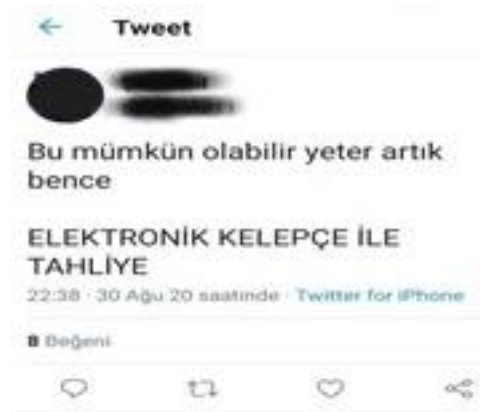 Tweet
Bu mümkün olabilir yeter artık
bence
ELEKTRONİK KELEPÇE İLE
TAHLİYE
22:38 · 30 Ağu 20 saatinde · Twitter for iPhone
8 Beğeni